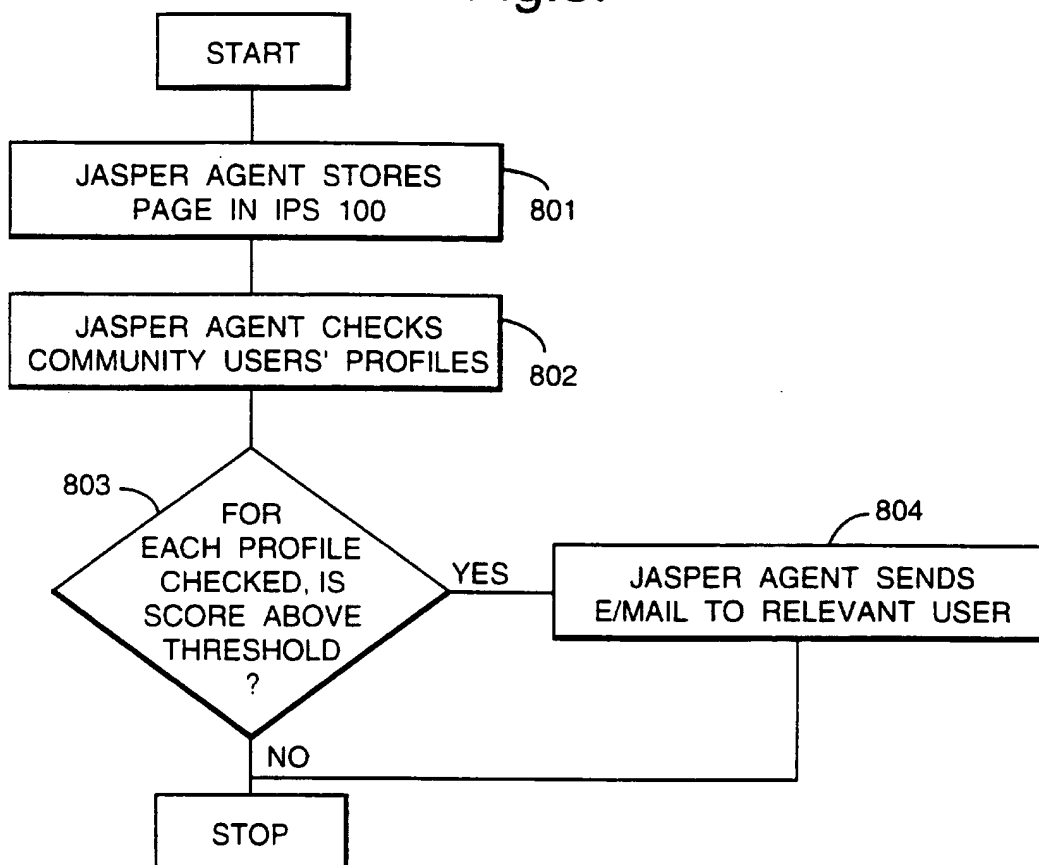 START
JASPER AGENT STORES
PAGE IN IPS 100
801
JASPER AGENT CHECKS
COMMUNITY USERS' PROFILES
802
803
FOR
EACH PROFILE
CHECKED, IS
SCORE ABOVE
THRESHOLD
?
YES
804
JASPER AGENT SENDS
E/MAIL TO RELEVANT USER
NO
STOP